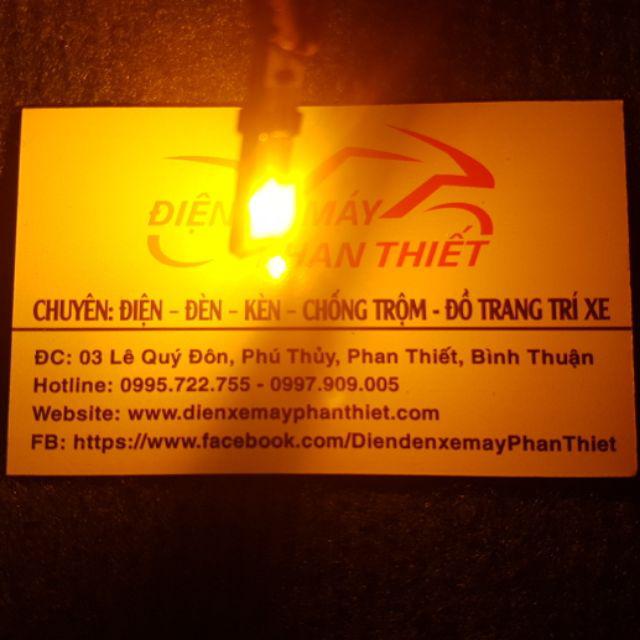 ĐIỆN MÁY
PHAN THIẾT
CHUYÊN: ĐIỆN - ĐÈN - KÈN - CHỐNG TRỘM - ĐỒ TRANG TRÍ XE
ĐC: 03 Lê Quý Đôn, Phú Thủy, Phan Thiết, Bình Thuận
Hotline: 0995.722.755 - 0997.909.005
Website: www.dienxemayphanthiet.com
FB: https://www.facebook.com/DiendenxemayPhanThiet